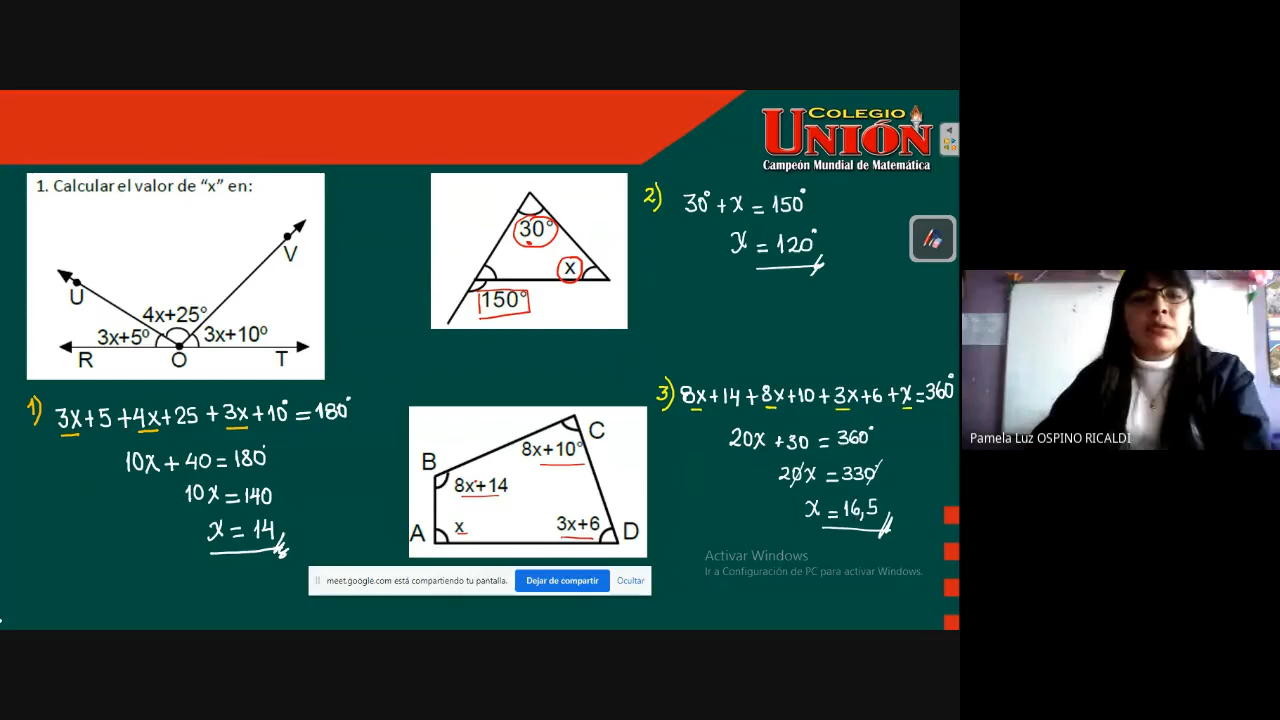 COLEGIO
UNIÓN
Campeón Mundial de Matemática
1. Calcular el valor de “x” en:
V
U
4x+25º
3x+5º
3x+10º
R
O
T
30°
x
150°
2) 30° + x = 150°
x = 120°
1) 3x+5 + 4x+25 + 3x+10° = 180°
10x + 40 = 180°
10x = 140
x = 14
C
8x+10°
B
8x+14
A
x
3x+6
D
3) 8x+14 + 8x+10 + 3x+6 + x = 360°
20x + 30 = 360°
20x = 330
x = 16,5
Activar Windows
Ir a Configuración de PC para activar Windows.
meet.google.com está compartiendo tu pantalla.
Dejar de compartir
Ocultar
Pamela Luz OSPINO RICALDI